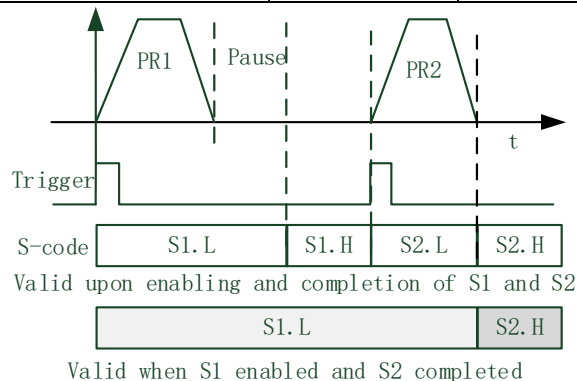 PR1
Pause
PR2
t
Trigger
S-code
S1.L
S1.H
S2.L
S2.H
Valid upon enabling and completion of S1 and S2
S1.L
S2.H
Valid when S1 enabled and S2 completed